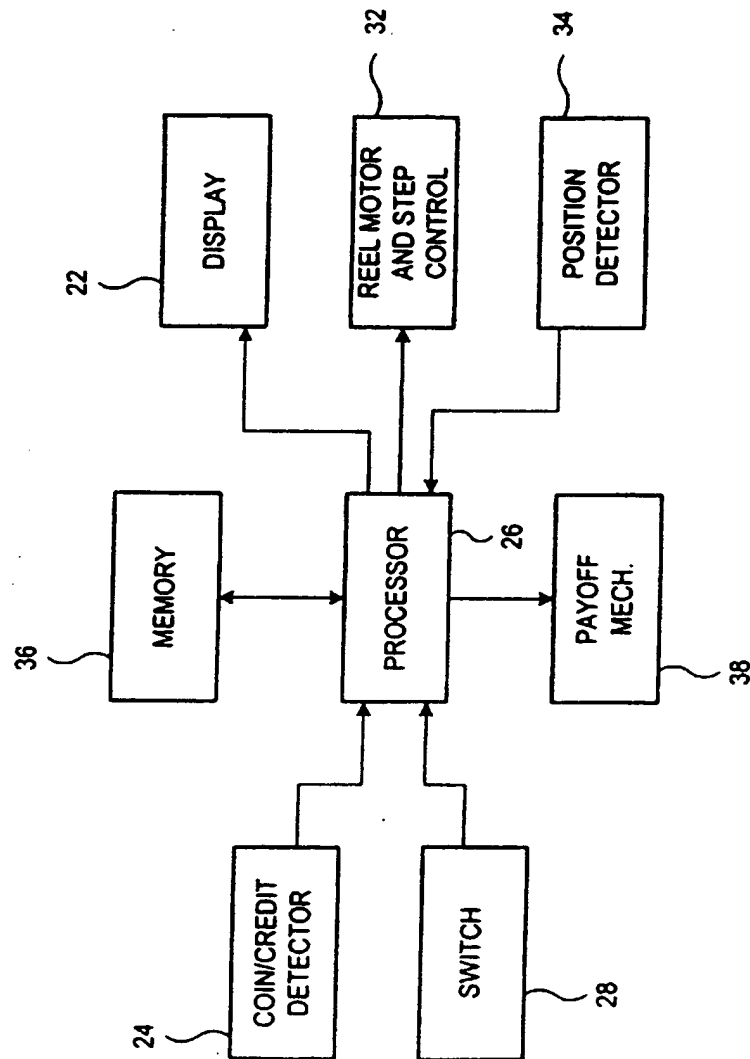 24
COIN/CREDIT
DETECTOR
SWITCH
28
36
MEMORY
PROCESSOR
26
PAYOFF
MECH.
38
22
DISPLAY
REEL MOTOR
AND STEP
CONTROL
32
POSITION
DETECTOR
34